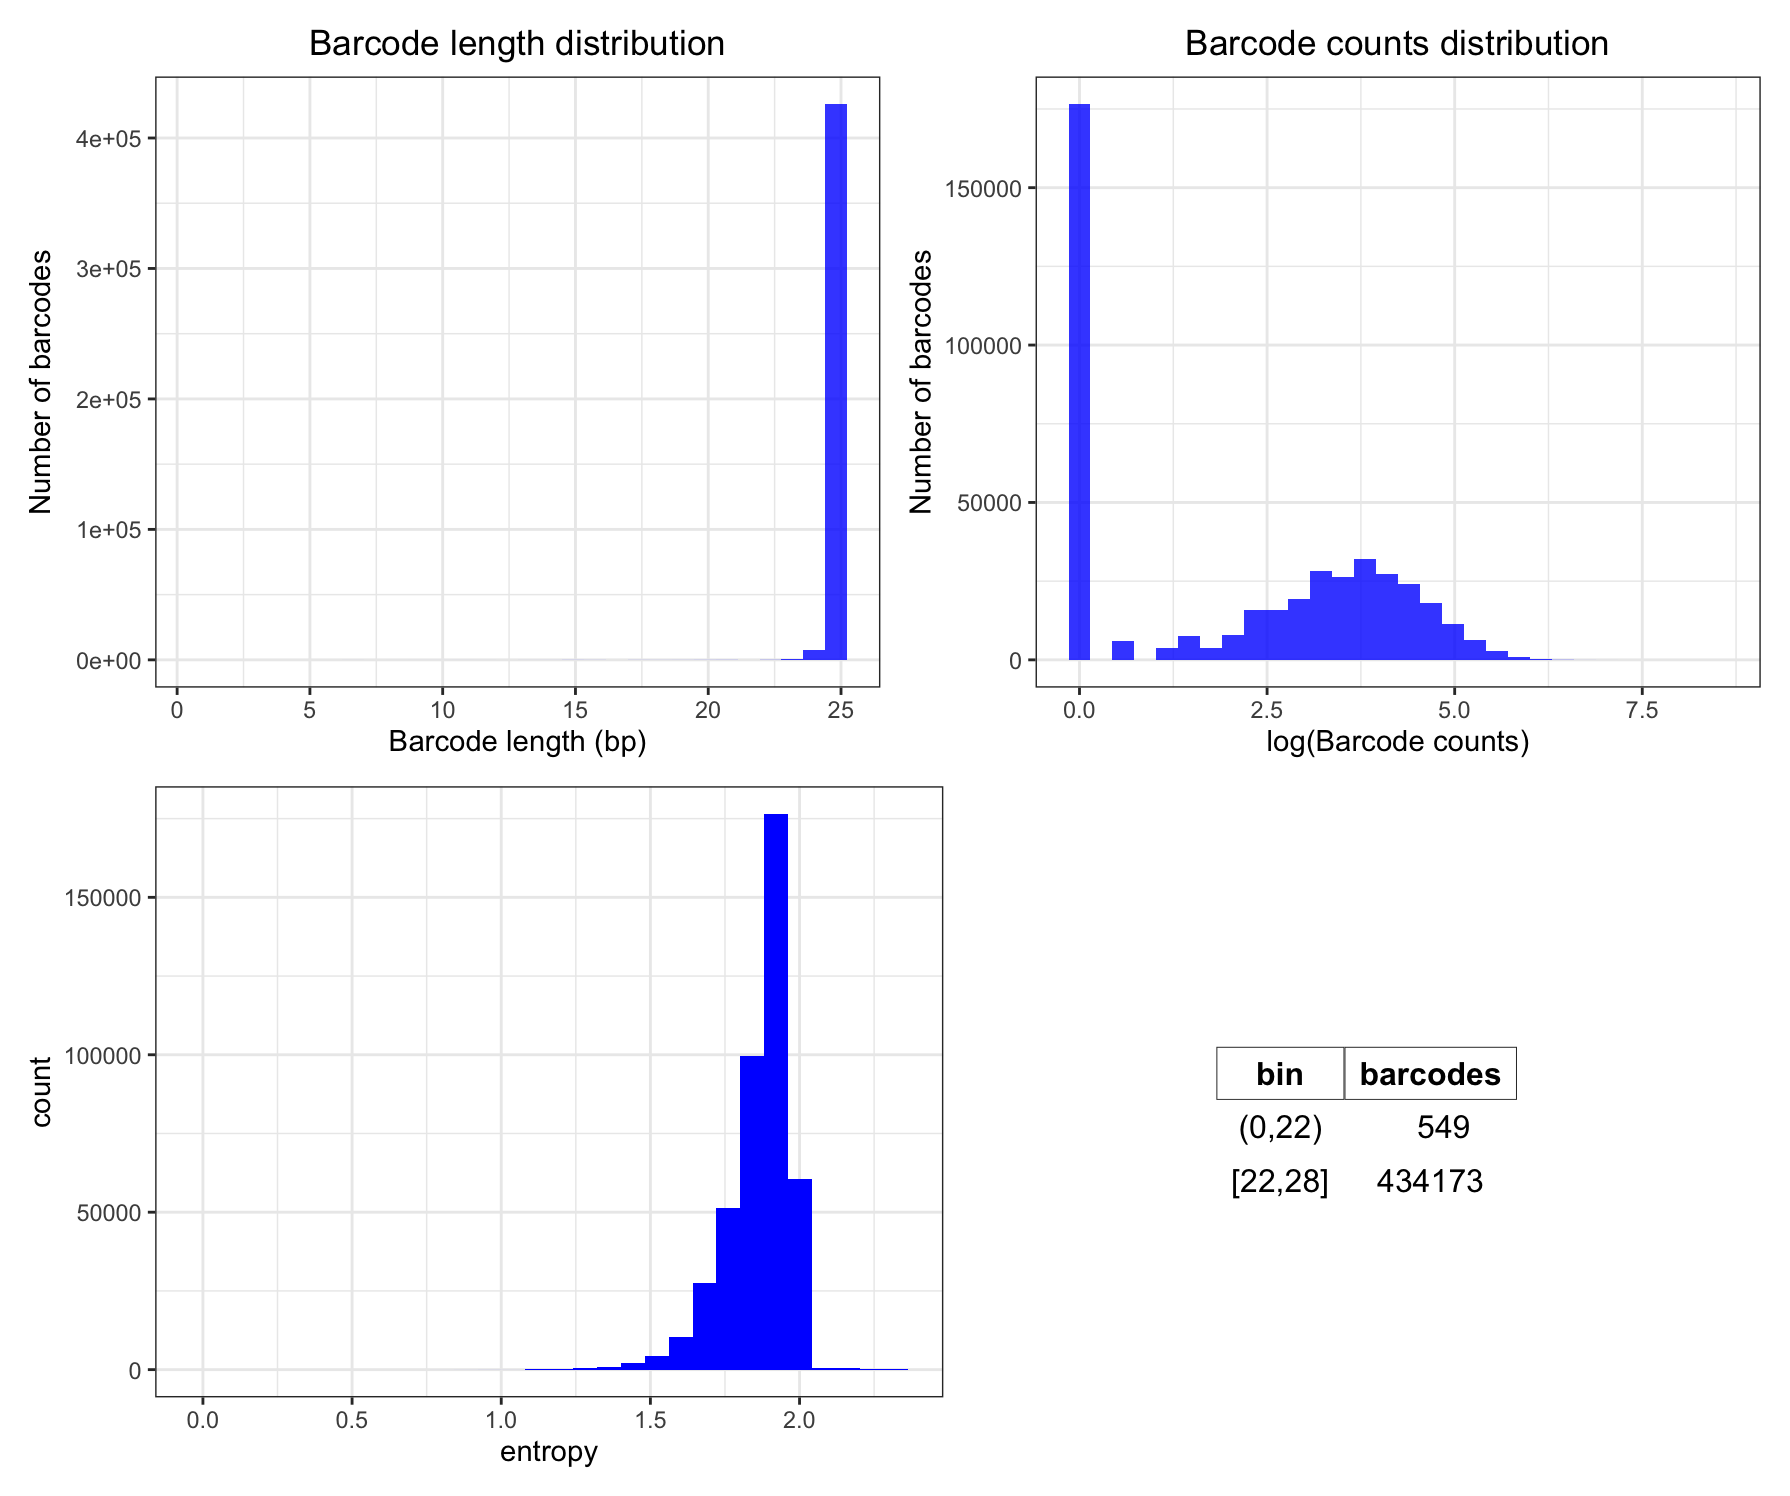 Barcode length distribution
Number of barcodes
4e+05
3e+05
2e+05
1e+05
0e+00
0 5 10 15 20 25
Barcode length (bp)
Barcode counts distribution
Number of barcodes
150000
100000
50000
0
0.0 2.5 5.0 7.5
log(Barcode counts)
count
150000
100000
50000
0
0.0 0.5 1.0 1.5 2.0
entropy
bin barcodes
(0,22) 549
[22,28] 434173